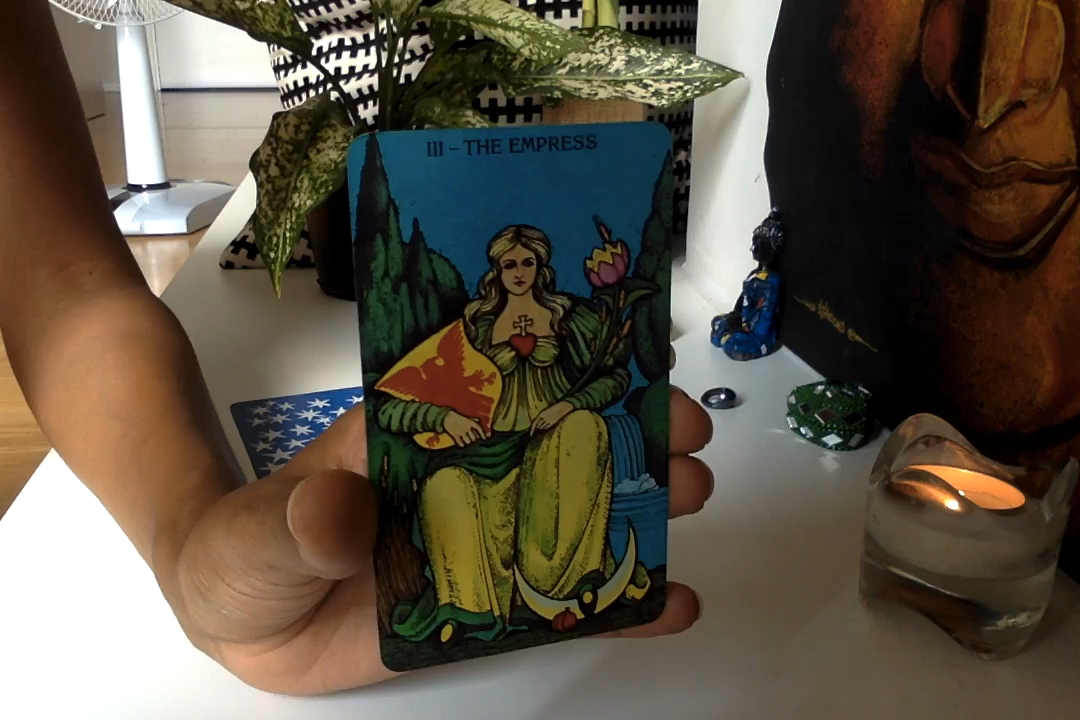 III – THE EMPRESS